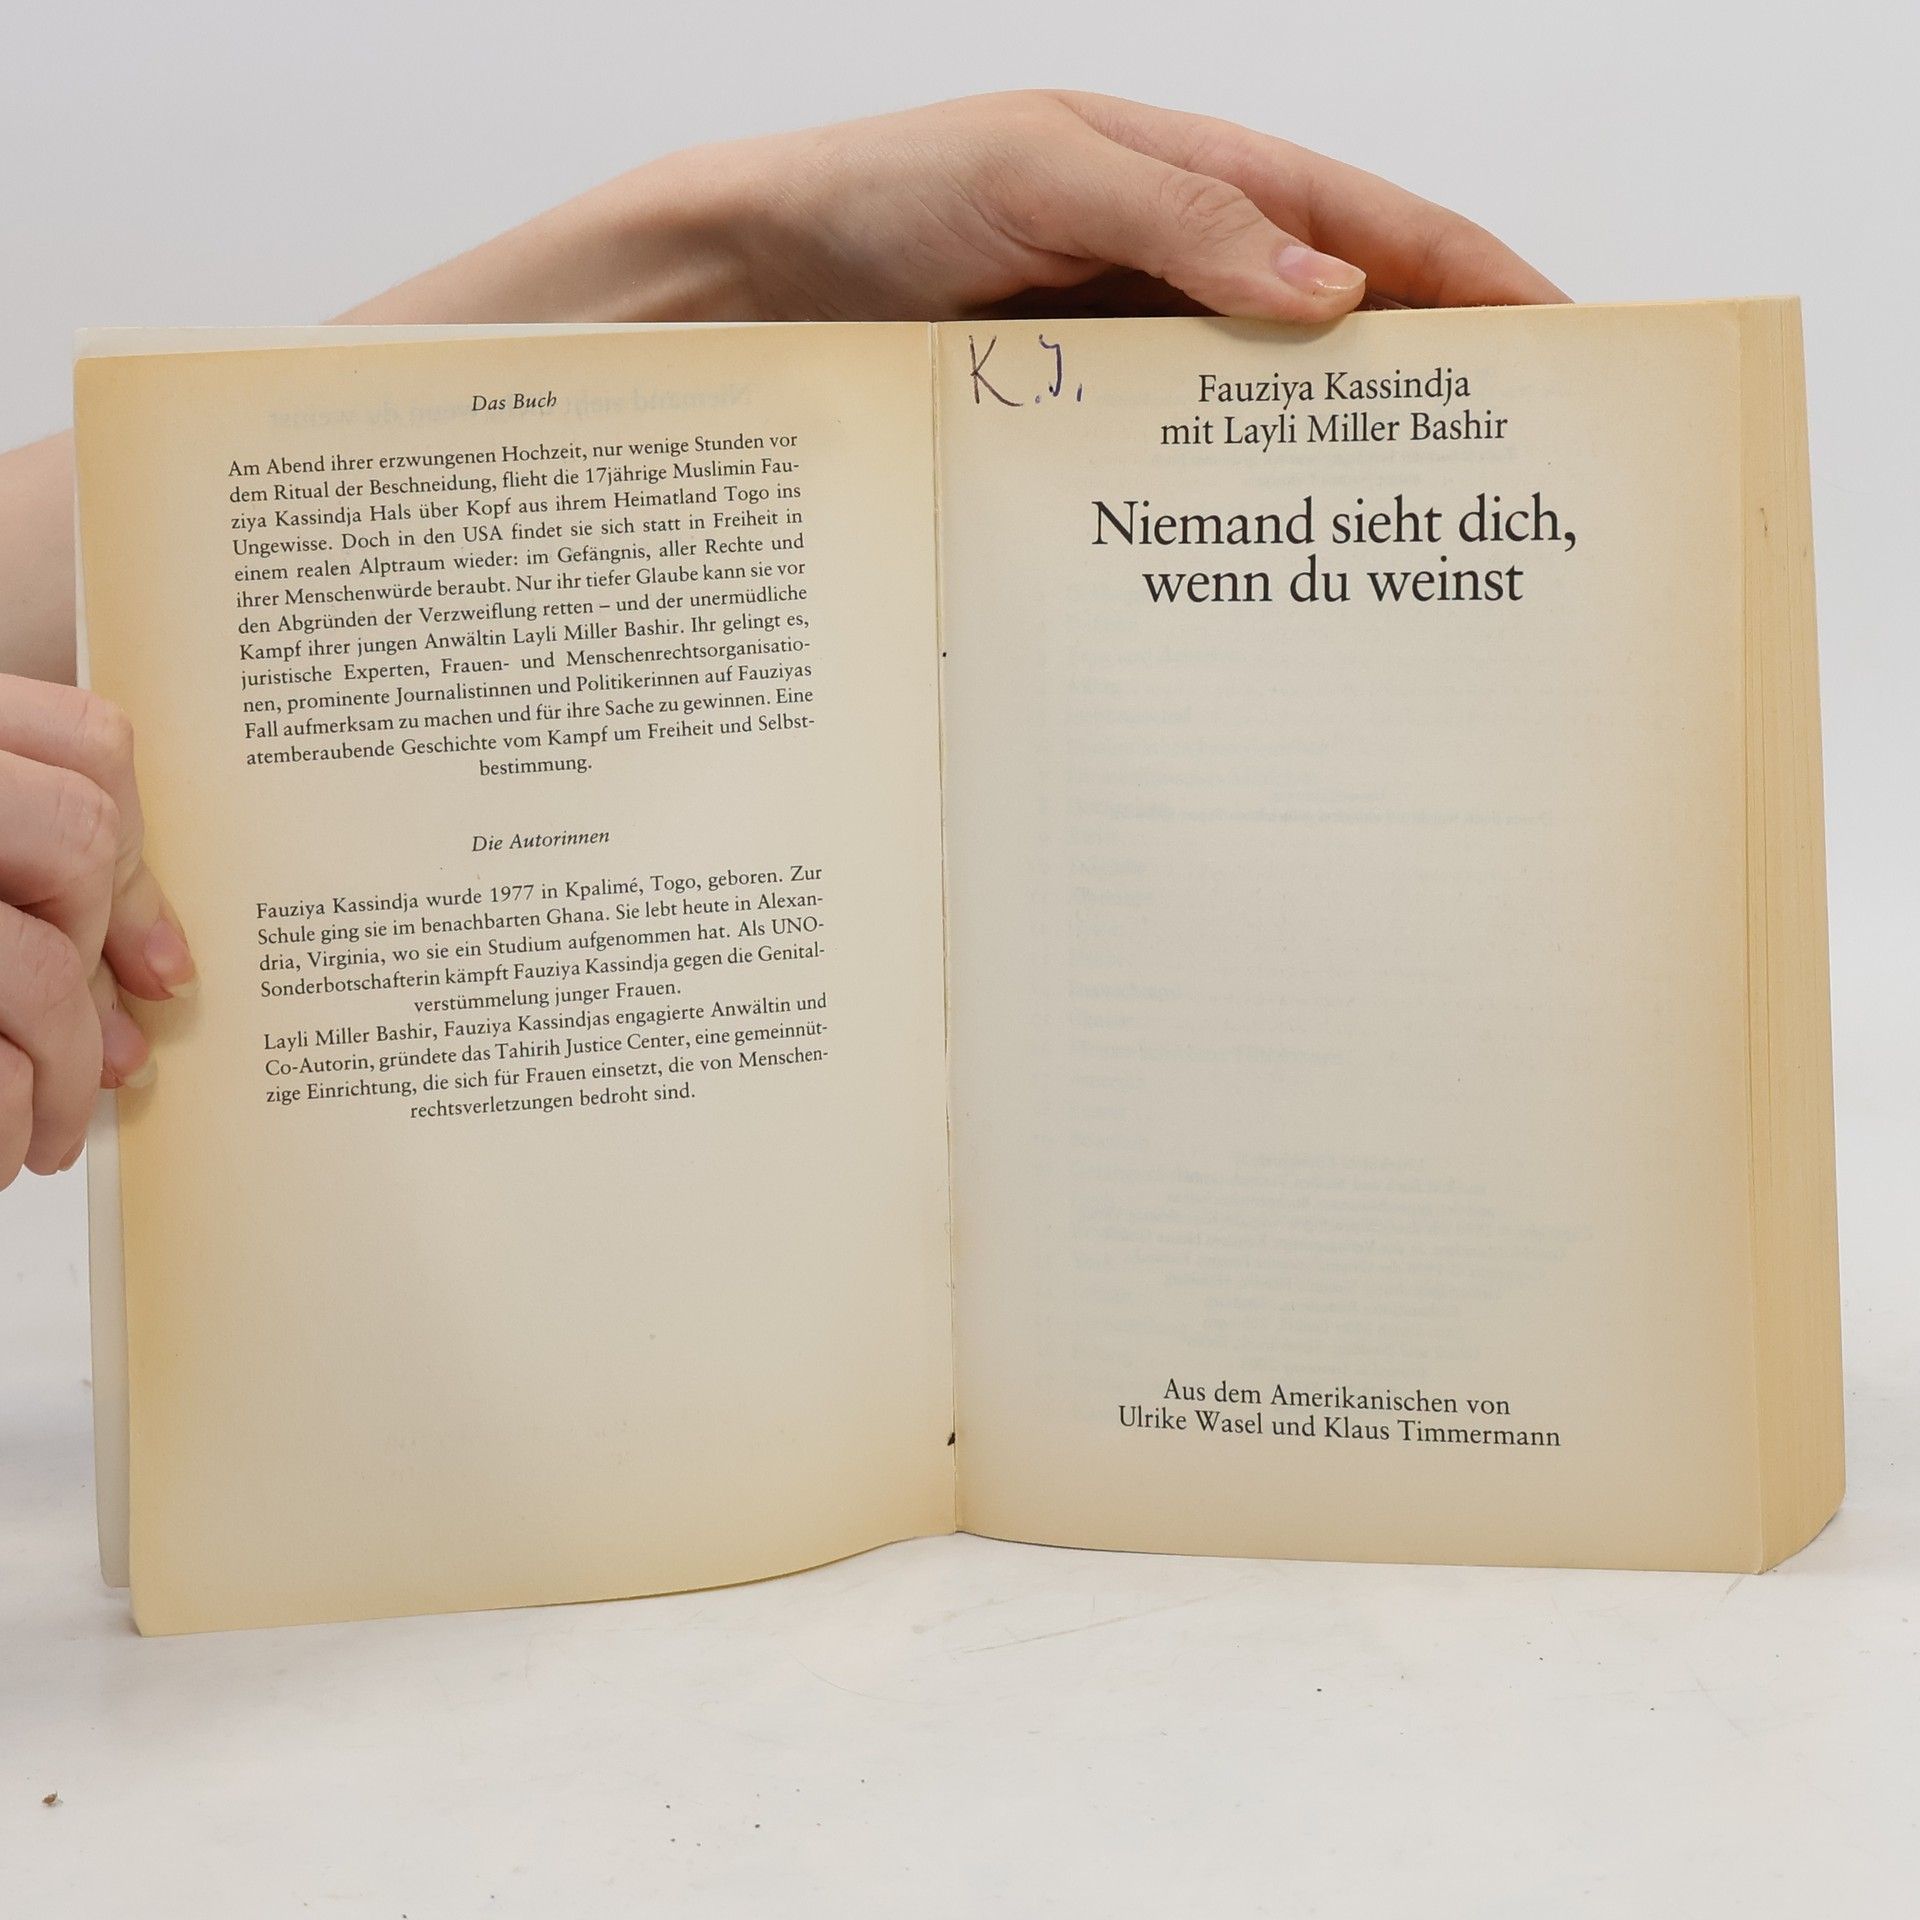 Das Buch
Am Abend ihrer erzwungenen Hochzeit, nur wenige Stunden vor
dem Ritual der Beschneidung, flieht die 17jährige Muslimin Fau-
ziya Kassindja Hals über Kopf aus ihrem Heimatland Togo ins
Ungewisse. Doch in den USA findet sie sich statt in Freiheit in
einem realen Alptraum wieder: im Gefängnis, aller Rechte und
ihrer Menschenwürde beraubt. Nur ihr tiefer Glaube kann sie vor
den Abgründen der Verzweiflung retten – und der unermüdliche
Kampf ihrer jungen Anwältin Layli Miller Bashir. Ihr gelingt es,
juristische Experten, Frauen- und Menschenrechtsorganisatio-
nen, prominente Journalistinnen und Politikerinnen auf Fauziyas
Fall aufmerksam zu machen und für ihre Sache zu gewinnen. Eine
atemberaubende Geschichte vom Kampf um Freiheit und Selbst-
bestimmung.
Die Autorinnen
Fauziya Kassindja wurde 1977 in Kpalimé, Togo, geboren. Zur
Schule ging sie im benachbarten Ghana. Sie lebt heute in Alexan-
dria, Virginia, wo sie ein Studium aufgenommen hat. Als UNO-
Sonderbotschafterin kämpft Fauziya Kassindja gegen die Genital-
verstümmelung junger Frauen.
Layli Miller Bashir, Fauziya Kassindjas engagierte Anwältin und
Co-Autorin, gründete das Tahirih Justice Center, eine gemeinnüt-
zige Einrichtung, die sich für Frauen einsetzt, die von Menschen-
rechtsverletzungen bedroht sind.
K.J.
Fauziya Kassindja
mit Layli Miller Bashir
Niemand sieht dich,
wenn du weinst
Aus dem Amerikanischen von
Ulrike Wasel und Klaus Timmermann